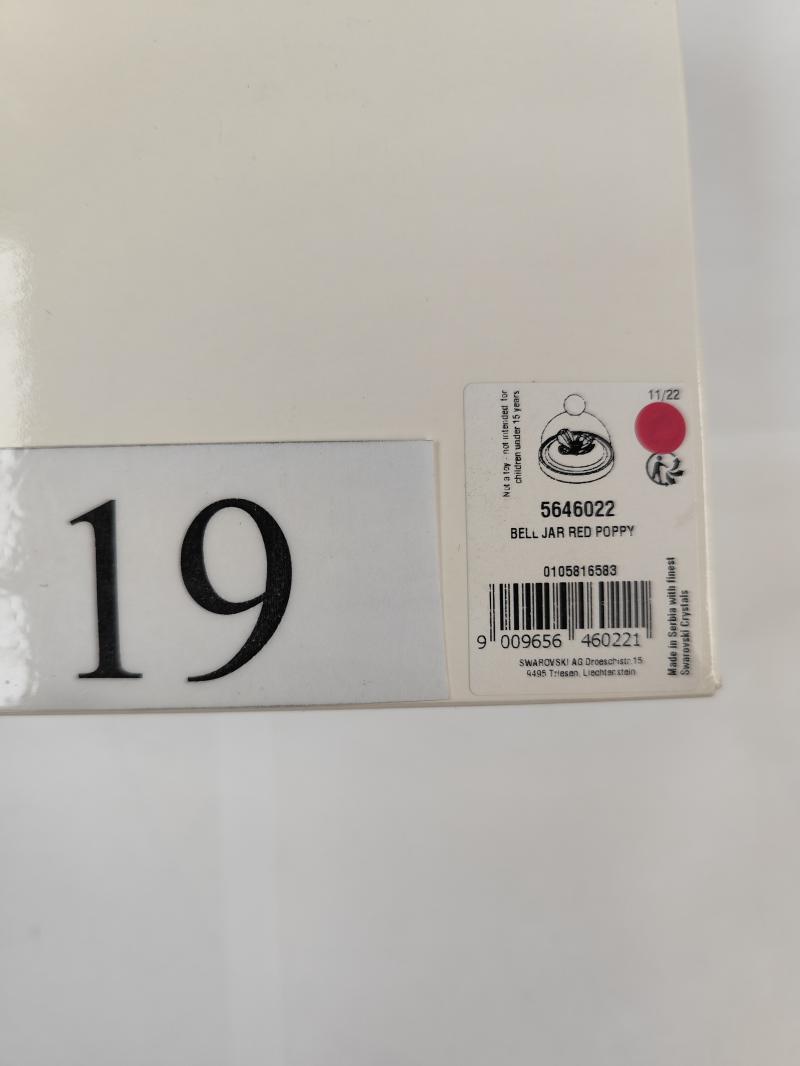 19
Not a toy - not intended for
children under 15 years
11/22
5646022
BELL JAR RED POPPY
0105816583
9 009656 460221
SWAROVSKI AG Droeschistr.15
9495 Triesen, Liechtenstein
Made in Serbia with finest
Swarovski Crystals